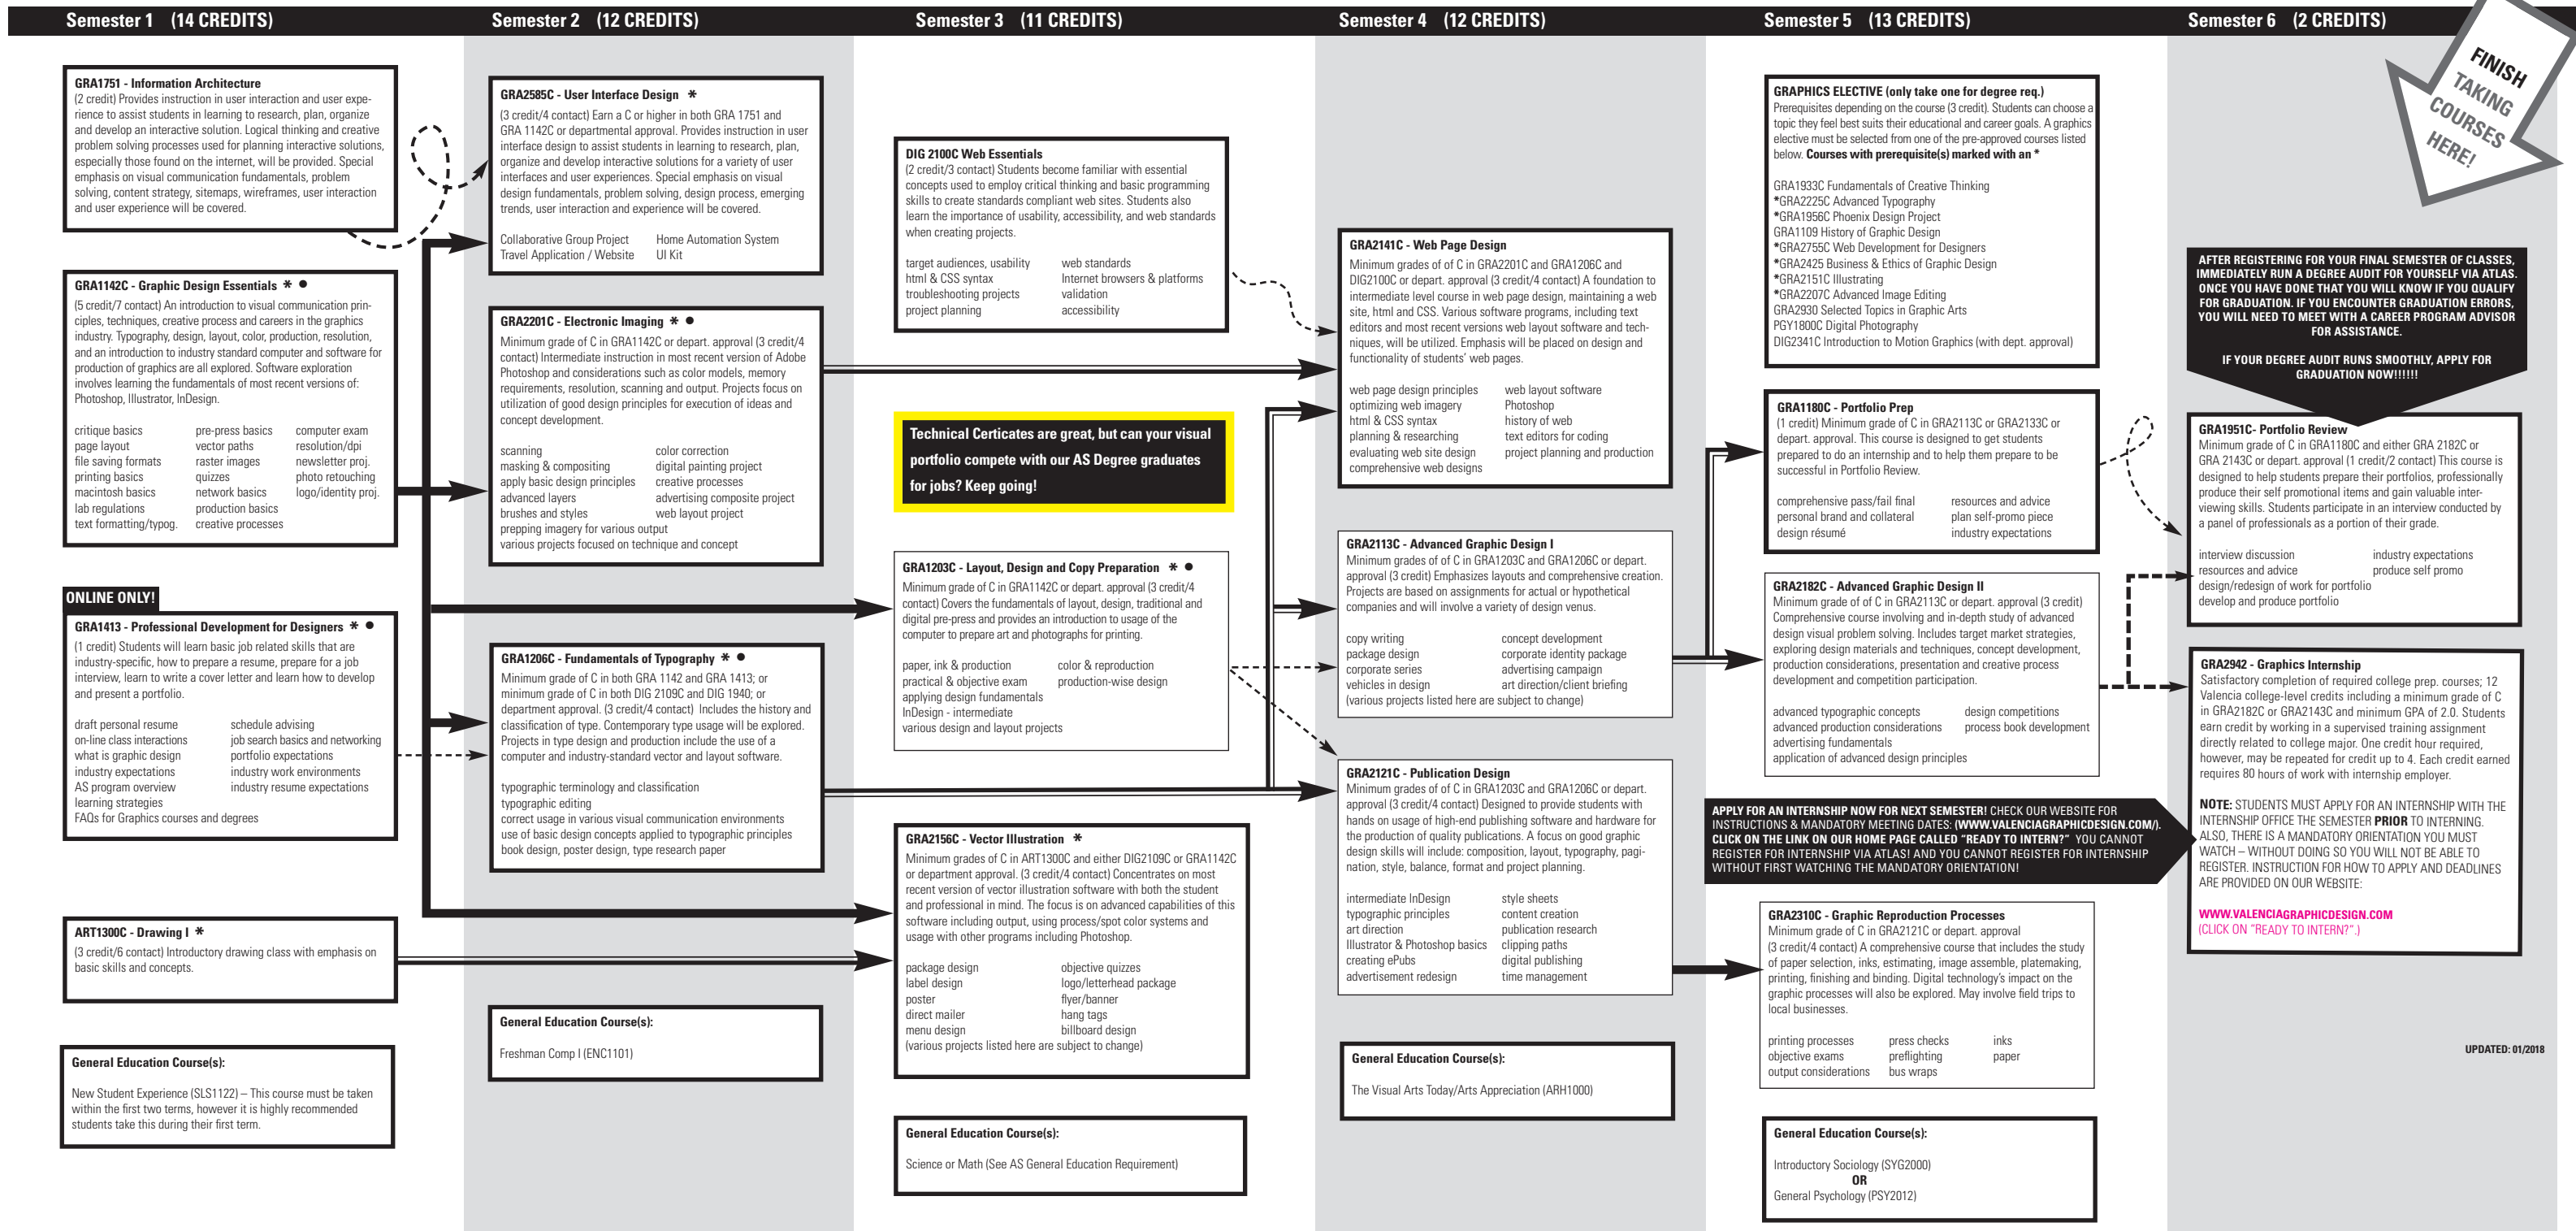 Semester 1 (14 CREDITS)
Semester 2 (12 CREDITS)
Semester 3 (11 CREDITS)
Semester 4 (12 CREDITS)
Semester 5 (13 CREDITS)
Semester 6 (2 CREDITS)
FINISH
TAKING
COURSES
HERE!
GRA1751 - Information Architecture
(2 credit) Provides instruction in user interaction and user expe-
rience to assist students in learning to research, plan, organize
and develop an interactive solution. Logical thinking and creative
problem solving processes used for planning interactive solutions,
especially those found on the internet, will be provided. Special
emphasis on visual communication fundamentals, problem
solving, content strategy, sitemaps, wireframes, user interaction
and user experience will be covered.
GRA1142C - Graphic Design Essentials * ●
(5 credit/7 contact) An introduction to visual communication prin-
ciples, techniques, creative process and careers in the graphics
industry. Typography, design, layout, color, production, resolution,
and an introduction to industry standard computer and software for
production of graphics are all explored. Software exploration
involves learning the fundamentals of most recent versions of:
Photoshop, Illustrator, InDesign.
critique basics
page layout
file saving formats
printing basics
macintosh basics
lab regulations
text formatting/typog.
pre-press basics
vector paths
raster images
quizzes
network basics
production basics
creative processes
computer exam
resolution/dpi
newsletter proj.
photo retouching
logo/identity proj.
ONLINE ONLY!
GRA1413 - Professional Development for Designers * ●
(1 credit) Students will learn basic job related skills that are
industry-specific, how to prepare a resume, prepare for a job
interview, learn to write a cover letter and learn how to develop
and present a portfolio.
draft personal resume
on-line class interactions
what is graphic design
industry expectations
AS program overview
learning strategies
FAQs for Graphics courses and degrees
schedule advising
job search basics and networking
portfolio expectations
industry work environments
industry resume expectations
ART1300C - Drawing I *
(3 credit/6 contact) Introductory drawing class with emphasis on
basic skills and concepts.
General Education Course(s):
New Student Experience (SLS1122) – This course must be taken
within the first two terms, however it is highly recommended
students take this during their first term.
GRA2585C - User Interface Design *
(3 credit/4 contact) Earn a C or higher in both GRA 1751 and
GRA 1142C or departmental approval. Provides instruction in user
interface design to assist students in learning to research, plan,
organize and develop interactive solutions for a variety of user
interfaces and user experiences. Special emphasis on visual
design fundamentals, problem solving, design process, emerging
trends, user interaction and experience will be covered.
Collaborative Group Project
Travel Application / Website
Home Automation System
UI Kit
GRA2201C - Electronic Imaging * ●
Minimum grade of C in GRA1142C or depart. approval (3 credit/4
contact) Intermediate instruction in most recent version of Adobe
Photoshop and considerations such as color models, memory
requirements, resolution, scanning and output. Projects focus on
utilization of good design principles for execution of ideas and
concept development.
scanning
masking & compositing
apply basic design principles
advanced layers
brushes and styles
prepping imagery for various output
various projects focused on technique and concept
color correction
digital painting project
creative processes
advertising composite project
web layout project
GRA1206C - Fundamentals of Typography * ●
Minimum grade of C in both GRA 1142 and GRA 1413; or
minimum grade of C in both DIG 2109C and DIG 1940; or
department approval. (3 credit/4 contact) Includes the history and
classification of type. Contemporary type usage will be explored.
Projects in type design and production include the use of a
computer and industry-standard vector and layout software.
typographic terminology and classification
typographic editing
correct usage in various visual communication environments
use of basic design concepts applied to typographic principles
book design, poster design, type research paper
General Education Course(s):
Freshman Comp I (ENC1101)
DIG 2100C Web Essentials
(2 credit/3 contact) Students become familiar with essential
concepts used to employ critical thinking and basic programming
skills to create standards compliant web sites. Students also
learn the importance of usability, accessibility, and web standards
when creating projects.
target audiences, usability
html & CSS syntax
troubleshooting projects
project planning
web standards
Internet browsers & platforms
validation
accessibility
Technical Certicates are great, but can your visual
portfolio compete with our AS Degree graduates
for jobs? Keep going!
GRA1203C - Layout, Design and Copy Preparation * ●
Minimum grade of C in GRA1142C or depart. approval (3 credit/4
contact) Covers the fundamentals of layout, design, traditional and
digital pre-press and provides an introduction to usage of the
computer to prepare art and photographs for printing.
paper, ink & production
practical & objective exam
applying design fundamentals
InDesign - intermediate
various design and layout projects
color & reproduction
production-wise design
GRA2156C - Vector Illustration *
Minimum grades of C in ART1300C and either DIG2109C or GRA1142C
or department approval. (3 credit/4 contact) Concentrates on most
recent version of vector illustration software with both the student
and professional in mind. The focus is on advanced capabilities of this
software including output, using process/spot color systems and
usage with other programs including Photoshop.
package design
label design
poster
direct mailer
menu design
(various projects listed here are subject to change)
objective quizzes
logo/letterhead package
flyer/banner
hang tags
billboard design
General Education Course(s):
Science or Math (See AS General Education Requirement)
GRA2141C - Web Page Design
Minimum grades of of C in GRA2201C and GRA1206C and
DIG2100C or depart. approval (3 credit/4 contact) A foundation to
intermediate level course in web page design, maintaining a web
site, html and CSS. Various software programs, including text
editors and most recent versions web layout software and tech-
niques, will be utilized. Emphasis will be placed on design and
functionality of students' web pages.
web page design principles
optimizing web imagery
html & CSS syntax
planning & researching
evaluating web site design
comprehensive web designs
web layout software
Photoshop
history of web
text editors for coding
project planning and production
GRA2113C - Advanced Graphic Design I
Minimum grades of of C in GRA1203C and GRA1206C or depart.
approval (3 credit) Emphasizes layouts and comprehensive creation.
Projects are based on assignments for actual or hypothetical
companies and will involve a variety of design venus.
copy writing
package design
corporate series
vehicles in design
(various projects listed here are subject to change)
concept development
corporate identity package
advertising campaign
art direction/client briefing
GRA2121C - Publication Design
Minimum grades of of C in GRA1203C and GRA1206C or depart.
approval (3 credit/4 contact) Designed to provide students with
hands on usage of high-end publishing software and hardware for
the production of quality publications. A focus on good graphic
design skills will include: composition, layout, typography, pagi-
nation, style, balance, format and project planning.
intermediate InDesign
typographic principles
art direction
Illustrator & Photoshop basics
creating ePubs
advertisement redesign
style sheets
content creation
publication research
clipping paths
digital publishing
time management
General Education Course(s):
The Visual Arts Today/Arts Appreciation (ARH1000)
GRAPHICS ELECTIVE (only take one for degree req.)
Prerequisites depending on the course (3 credit). Students can choose a
topic they feel best suits their educational and career goals. A graphics
elective must be selected from one of the pre-approved courses listed
below. Courses with prerequisite(s) marked with an *
GRA1933C Fundamentals of Creative Thinking
*GRA2225C Advanced Typography
*GRA1956C Phoenix Design Project
GRA1109 History of Graphic Design
*GRA2755C Web Development for Designers
*GRA2425 Business & Ethics of Graphic Design
*GRA2151C Illustrating
*GRA2207C Advanced Image Editing
GRA2930 Selected Topics in Graphic Arts
PGY1800C Digital Photography
DIG2341C Introduction to Motion Graphics (with dept. approval)
GRA1180C - Portfolio Prep
(1 credit) Minimum grade of C in GRA2113C or GRA2133C or
depart. approval. This course is designed to get students
prepared to do an internship and to help them prepare to be
successful in Portfolio Review.
comprehensive pass/fail final
personal brand and collateral
design résumé
resources and advice
plan self-promo piece
industry expectations
GRA2182C - Advanced Graphic Design II
Minimum grade of of C in GRA2113C or depart. approval (3 credit)
Comprehensive course involving and in-depth study of advanced
design visual problem solving. Includes target market strategies,
exploring design materials and techniques, concept development,
production considerations, presentation and creative process
development and competition participation.
advanced typographic concepts
advanced production considerations
advertising fundamentals
application of advanced design principles
design competitions
process book development
APPLY FOR AN INTERNSHIP NOW FOR NEXT SEMESTER! CHECK OUR WEBSITE FOR
INSTRUCTIONS & MANDATORY MEETING DATES: (WWW.VALENCIAGRAPHICDESIGN.COM/).
CLICK ON THE LINK ON OUR HOME PAGE CALLED "READY TO INTERN?" YOU CANNOT
REGISTER FOR INTERNSHIP VIA ATLAS! AND YOU CANNOT REGISTER FOR INTERNSHIP
WITHOUT FIRST WATCHING THE MANDATORY ORIENTATION!
GRA2310C - Graphic Reproduction Processes
Minimum grade of C in GRA2121C or depart. approval
(3 credit/4 contact) A comprehensive course that includes the study
of paper selection, inks, estimating, image assemble, platemaking,
printing, finishing and binding. Digital technology's impact on the
graphic processes will also be explored. May involve field trips to
local businesses.
printing processes
objective exams
output considerations
press checks
preflighting
bus wraps
inks
paper
General Education Course(s):
Introductory Sociology (SYG2000)
OR
General Psychology (PSY2012)
AFTER REGISTERING FOR YOUR FINAL SEMESTER OF CLASSES,
IMMEDIATELY RUN A DEGREE AUDIT FOR YOURSELF VIA ATLAS.
ONCE YOU HAVE DONE THAT YOU WILL KNOW IF YOU QUALIFY
FOR GRADUATION. IF YOU ENCOUNTER GRADUATION ERRORS,
YOU WILL NEED TO MEET WITH A CAREER PROGRAM ADVISOR
FOR ASSISTANCE.
IF YOUR DEGREE AUDIT RUNS SMOOTHLY, APPLY FOR
GRADUATION NOW!!!!!!
GRA1951C- Portfolio Review
Minimum grade of C in GRA1180C and either GRA 2182C or
GRA 2143C or depart. approval (1 credit/2 contact) This course is
designed to help students prepare their portfolios, professionally
produce their self promotional items and gain valuable inter-
viewing skills. Students participate in an interview conducted by
a panel of professionals as a portion of their grade.
interview discussion
resources and advice
design/redesign of work for portfolio
develop and produce portfolio
industry expectations
produce self promo
GRA2942 - Graphics Internship
Satisfactory completion of required college prep. courses; 12
Valencia college-level credits including a minimum grade of C
in GRA2182C or GRA2143C and minimum GPA of 2.0. Students
earn credit by working in a supervised training assignment
directly related to college major. One credit hour required,
however, may be repeated for credit up to 4. Each credit earned
requires 80 hours of work with internship employer.
NOTE: STUDENTS MUST APPLY FOR AN INTERNSHIP WITH THE
INTERNSHIP OFFICE THE SEMESTER PRIOR TO INTERNING.
ALSO, THERE IS A MANDATORY ORIENTATION YOU MUST
WATCH – WITHOUT DOING SO YOU WILL NOT BE ABLE TO
REGISTER. INSTRUCTION FOR HOW TO APPLY AND DEADLINES
ARE PROVIDED ON OUR WEBSITE:
WWW.VALENCIAGRAPHICDESIGN.COM
(CLICK ON "READY TO INTERN?".)
UPDATED: 01/2018